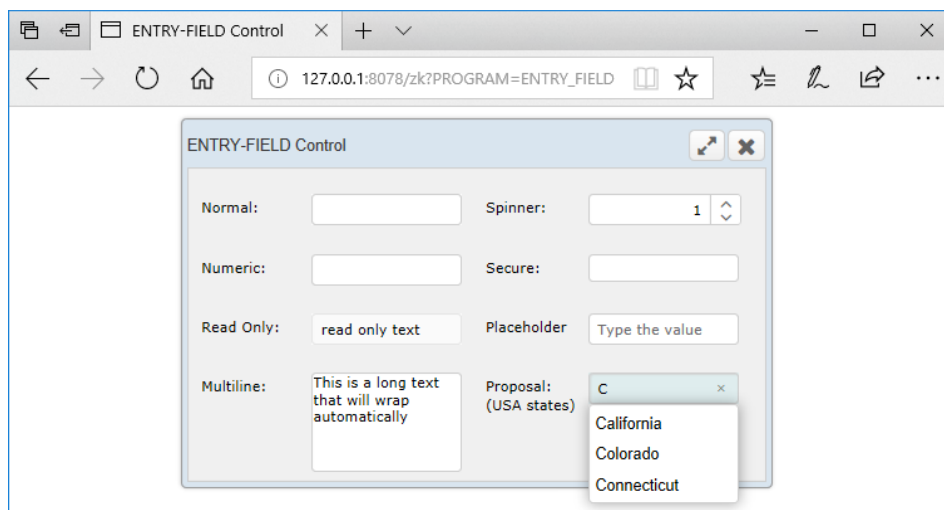 ENTRY-FIELD Control
127.0.0.1:8078/zk?PROGRAM=ENTRY_FIELD
ENTRY-FIELD Control
Normal:
Spinner: 1
Numeric:
Secure:
Read Only: read only text
Placeholder Type the value
Multiline: This is a long text
that will wrap
automatically
Proposal: C
(USA states)
California
Colorado
Connecticut